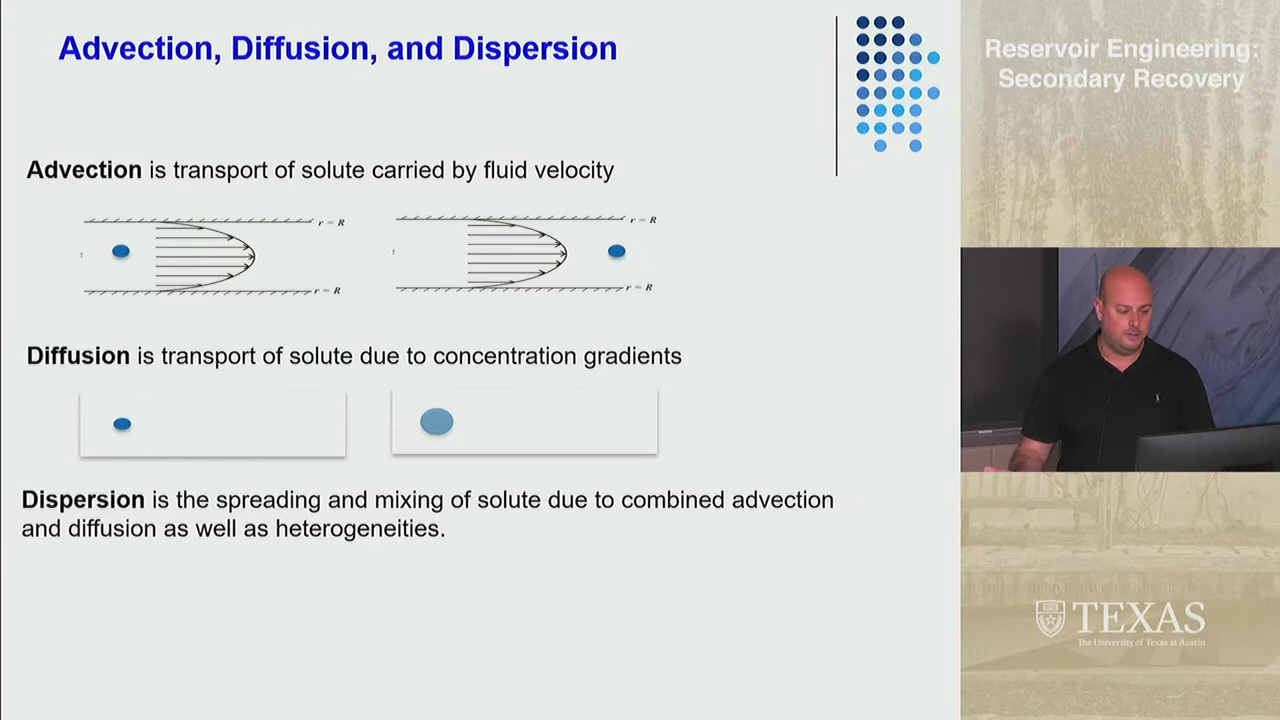 Advection, Diffusion, and Dispersion
Reservoir Engineering:
Secondary Recovery
Advection is transport of solute carried by fluid velocity
r = R
r = R
r = R
r = R
Diffusion is transport of solute due to concentration gradients
Dispersion is the spreading and mixing of solute due to combined advection
and diffusion as well as heterogeneities.
TEXAS
The University of Texas at Austin